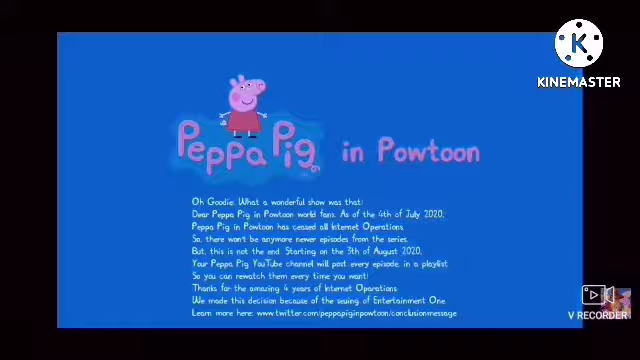 K
KINEMASTER
Peppa Pig in Powtoon
Oh Goodie. What a wonderful show was that!
Dear Peppa Pig in Powtoon world fans. As of the 4th of July 2020,
Peppa Pig in Powtoon has ceased all Internet Operations.
So, there won't be anymore newer episodes from the series.
But, this is not the end. Starting on the 3th of August 2020,
Your Peppa Pig YouTube channel will post every episode, in a playlist
So you can rewatch them every time you want!
Thanks for the amazing 4 years of Internet Oparations.
We made this decision because of the seuing of Entertainment One
Learn more here: www.twitter.com/peppapiginpowtoon/conclusionmessage
V RECORDER